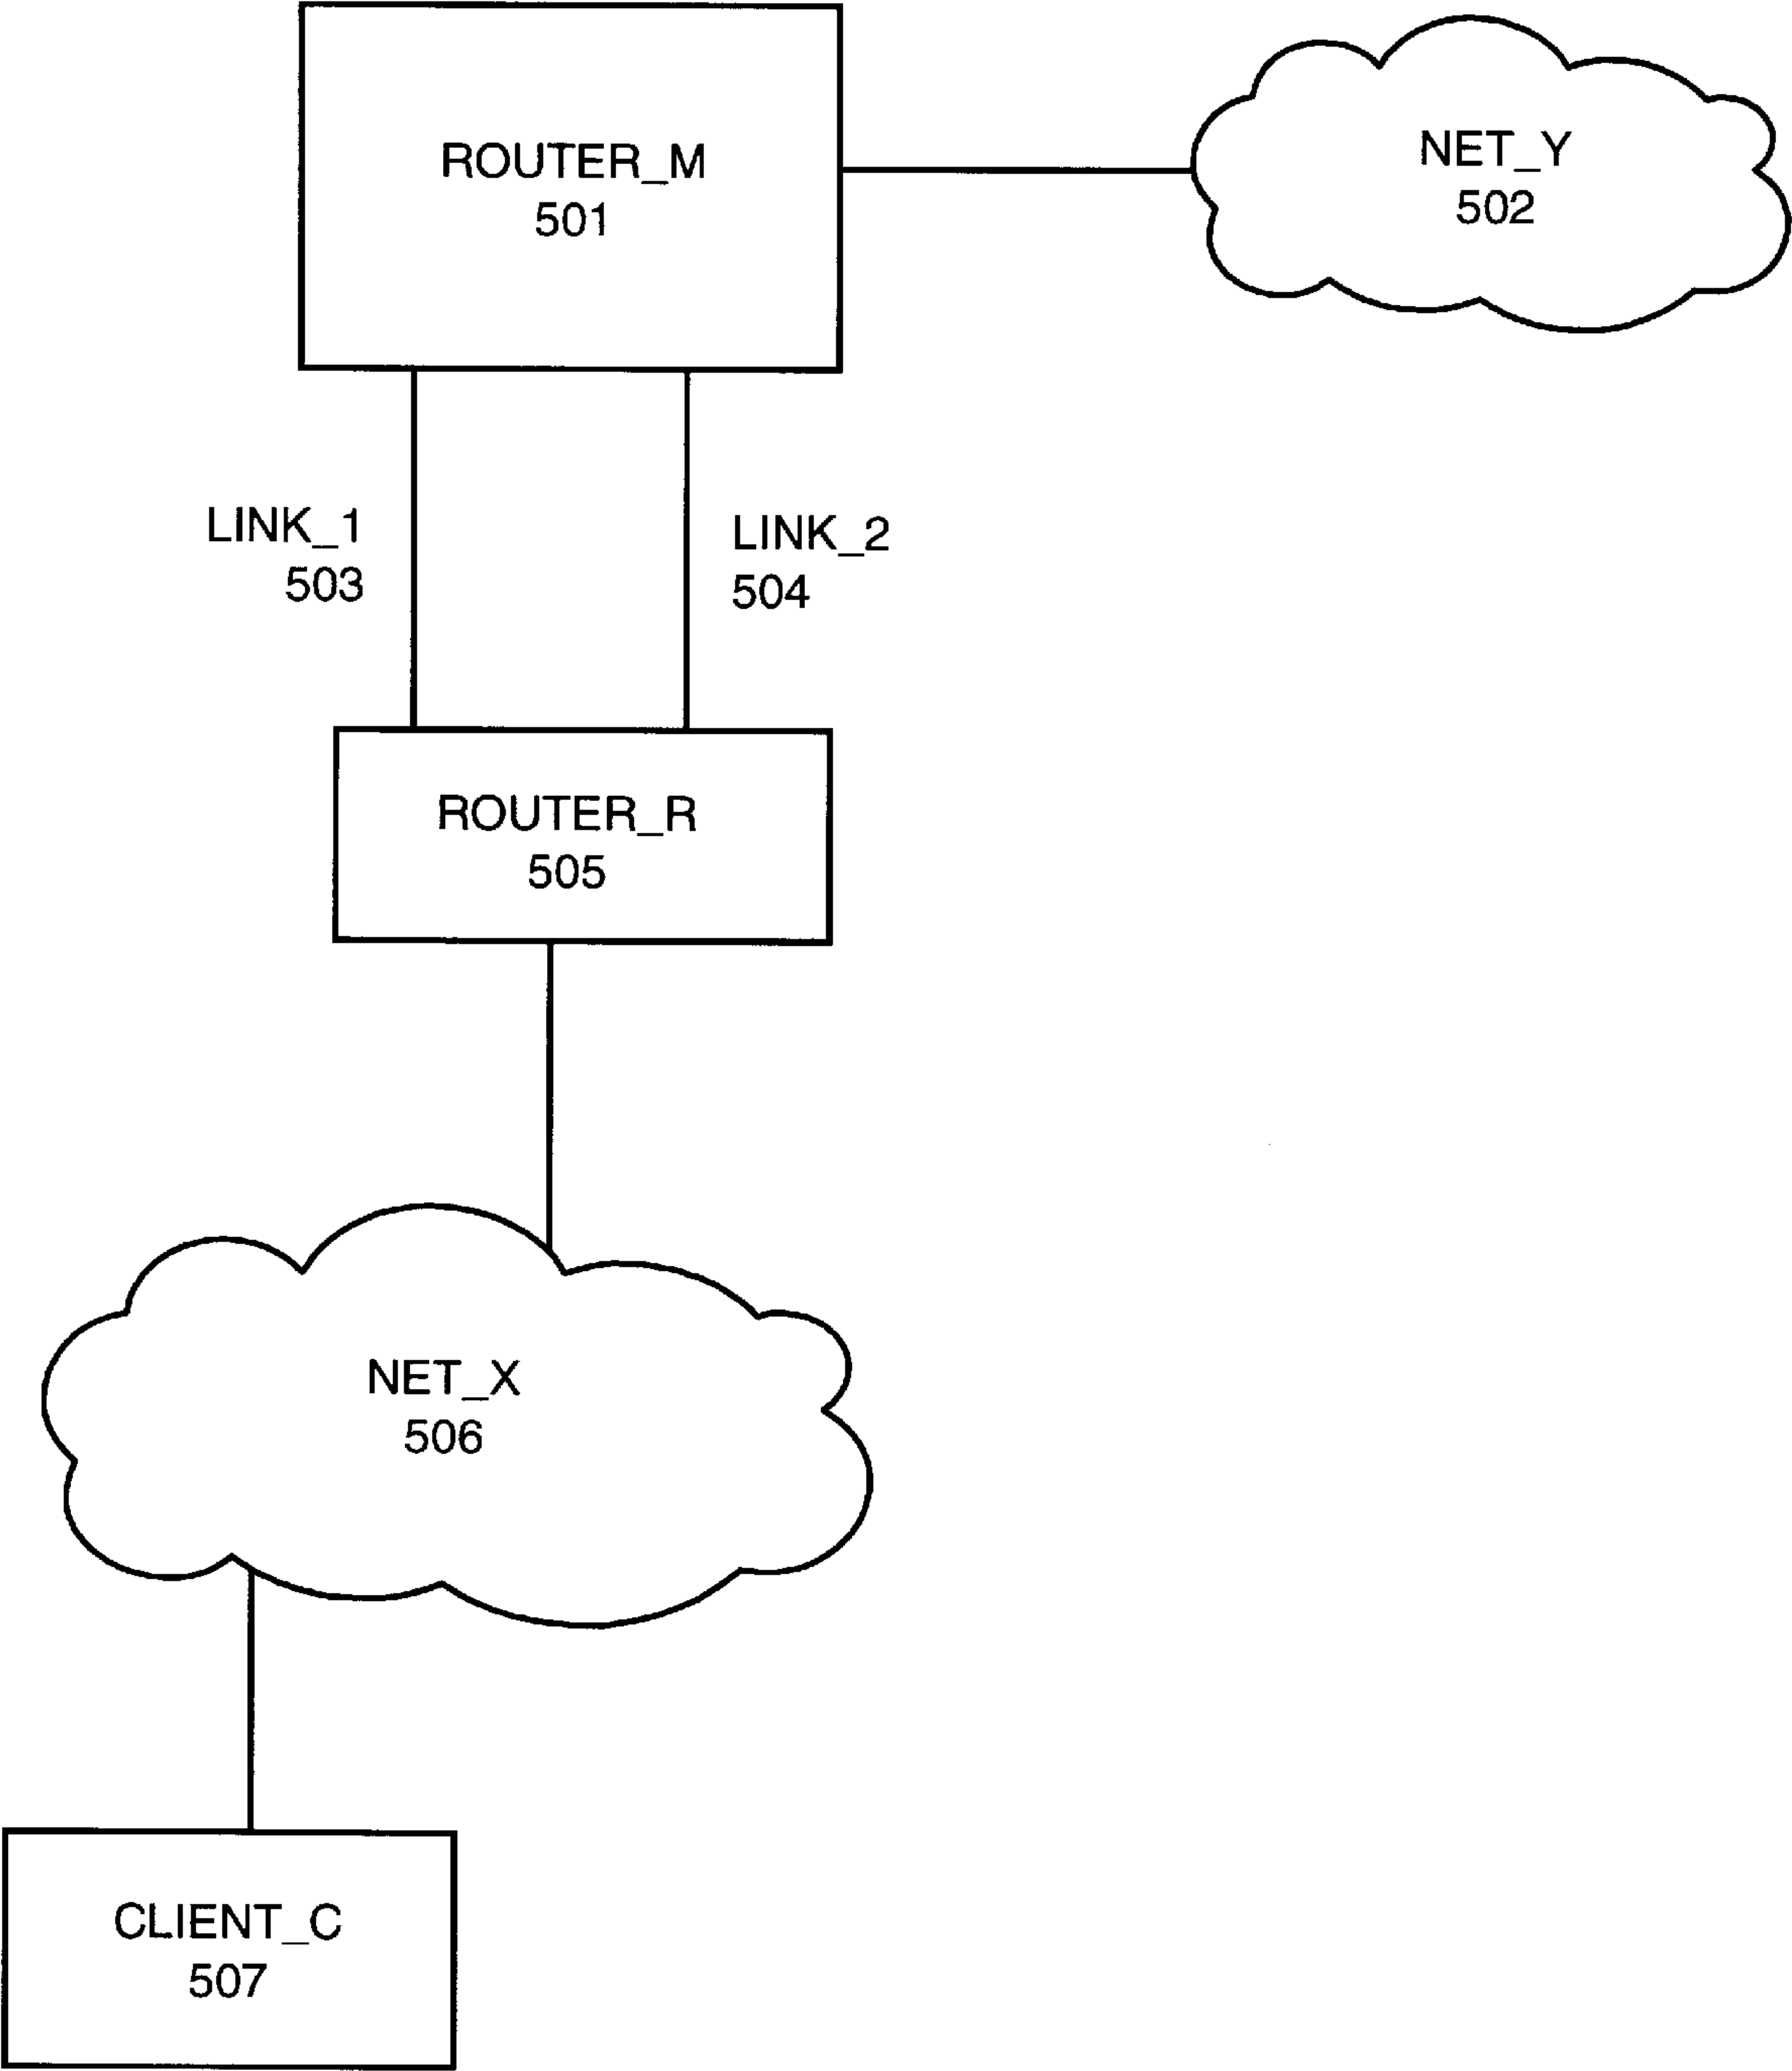 ROUTER_M
501
NET_Y
502
LINK_1
503
LINK_2
504
ROUTER_R
505
NET_X
506
CLIENT_C
507